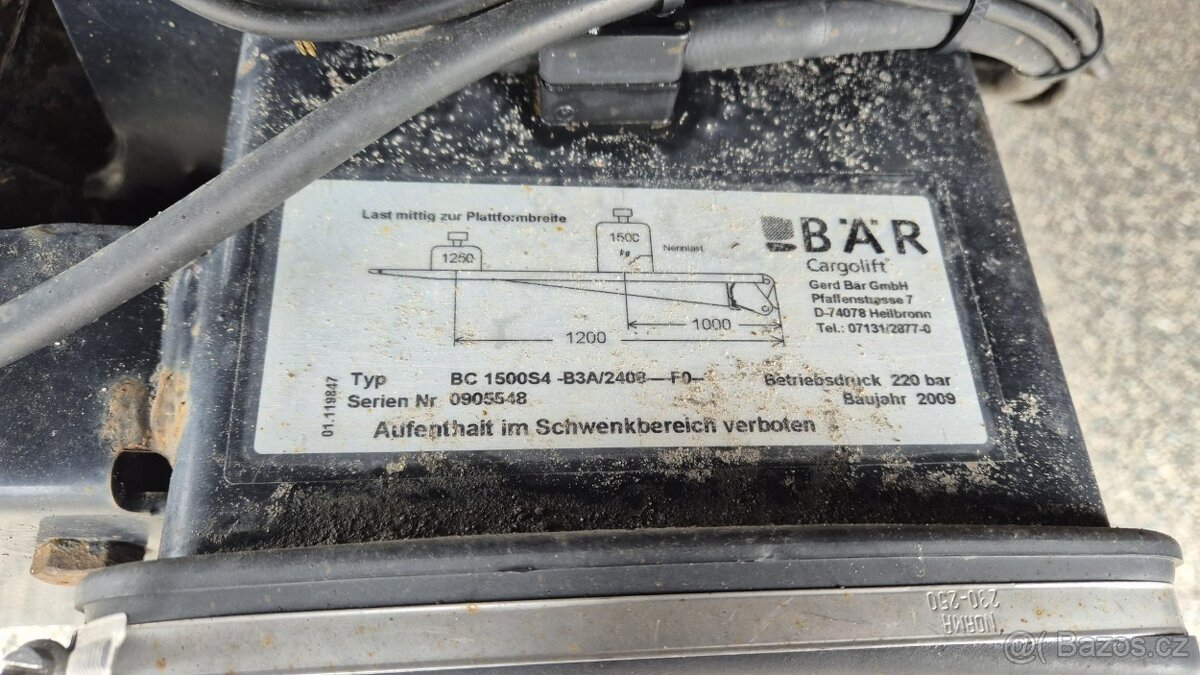 Last mittig zur Plattformbreite
1500
kg
Nennlast
1250
1000
1200
BÄR
Cargolift
Gerd Bär GmbH
Pfaffenstrasse 7
D-74078 Heilbronn
Tel.: 07131/2877-0
Typ BC 1500S4 -B3A/2408—F0- Betriebsdruck 220 bar
Serien Nr 0905548 Baujahr 2009
01.119847
Aufenthalt im Schwenkbereich verboten
NORMA
230-250
Bazos.cz